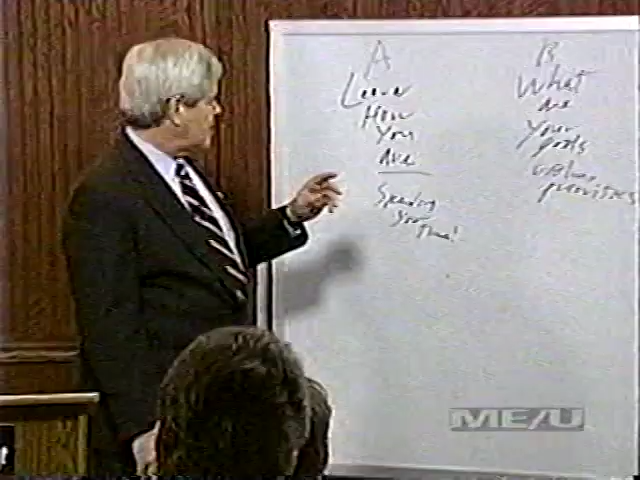 A
Learn
How
You
Are
Spending
Your
Time!
B
What
are
Your
goals
values
priorities
ME/U